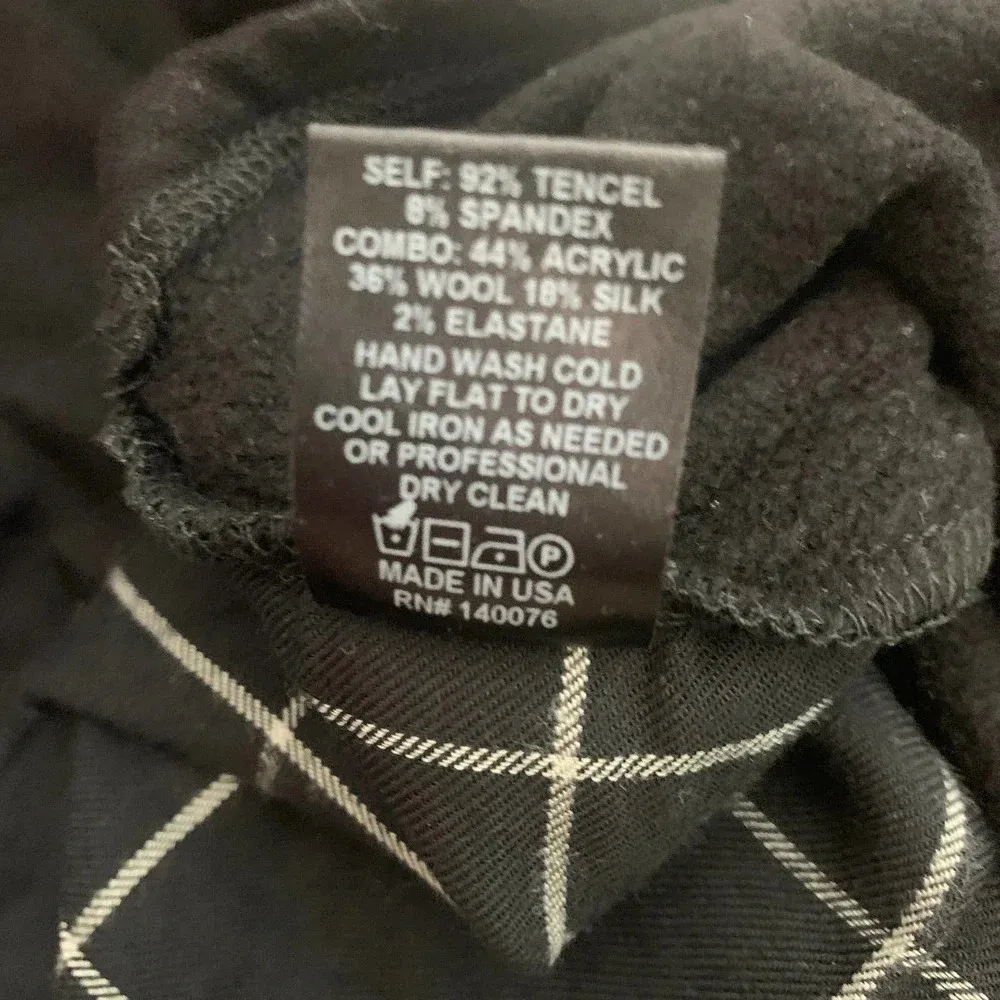 SELF: 92% TENCEL
8% SPANDEX
COMBO: 44% ACRYLIC
36% WOOL 18% SILK
2% ELASTANE
HAND WASH COLD
LAY FLAT TO DRY
COOL IRON AS NEEDED
OR PROFESSIONAL
DRY CLEAN
P
MADE IN USA
RN# 140076